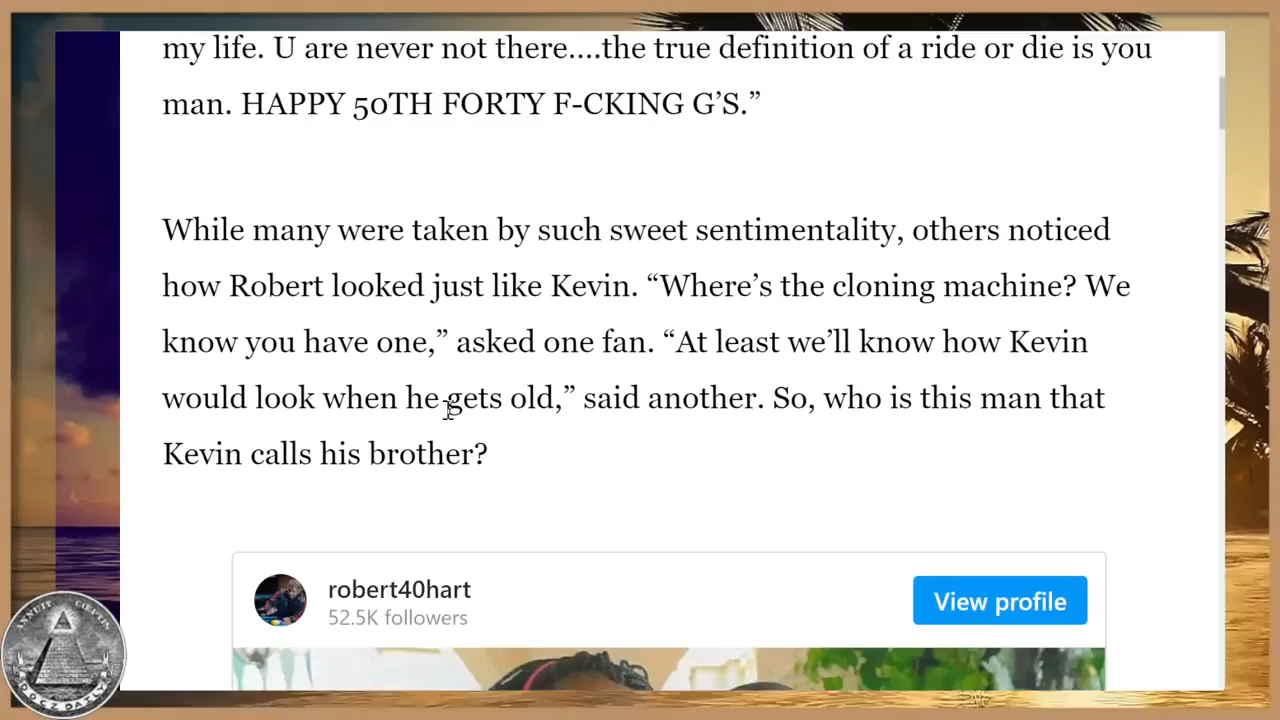 my life. U are never not there....the true definition of a ride or die is you
man. HAPPY 50TH FORTY F-CKING G’S.”
While many were taken by such sweet sentimentality, others noticed
how Robert looked just like Kevin. “Where’s the cloning machine? We
know you have one,” asked one fan. “At least we’ll know how Kevin
would look when he gets old,” said another. So, who is this man that
Kevin calls his brother?
robert40hart
52.5K followers
View profile
ANNUIT CŒPTIS
DOCZ DAILY